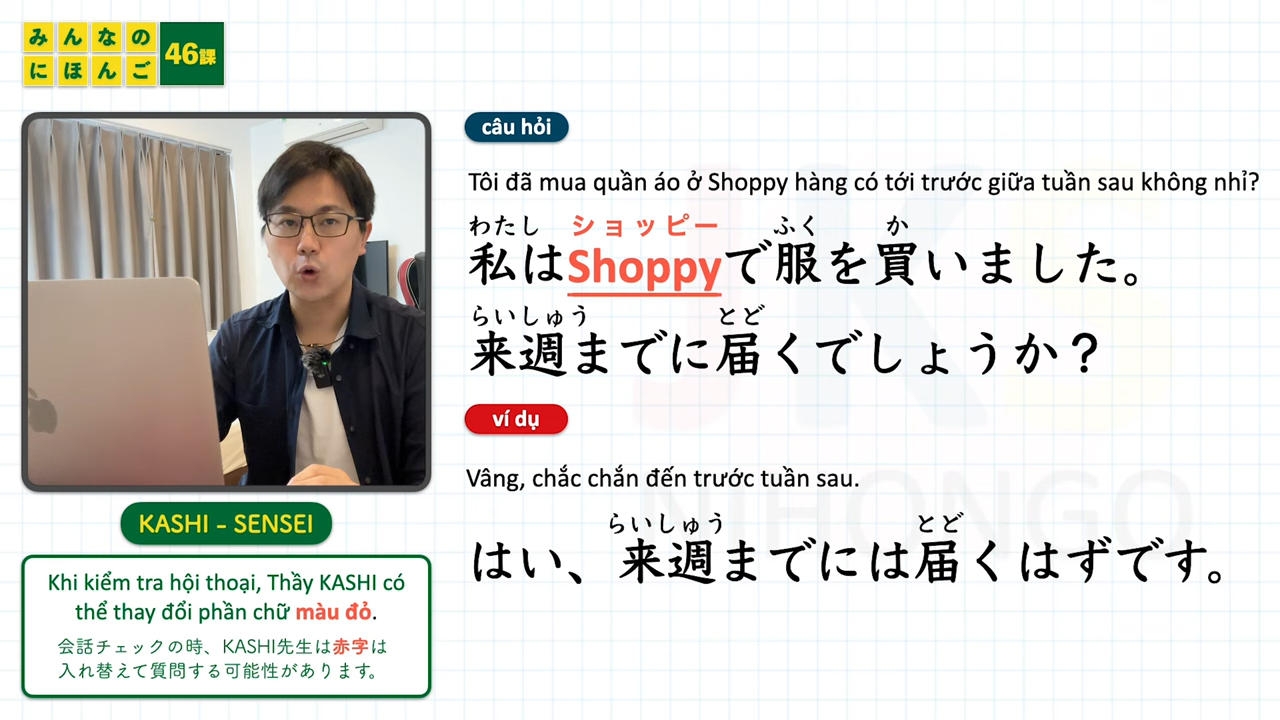 みんなの
にほんご
46課
câu hỏi
Tôi đã mua quần áo ở Shoppy hàng có tới trước giữa tuần sau không nhỉ?
わたし ショッピー ふく か
私はShoppyで服を買いました。
らいしゅう とど
来週までに届くでしょうか？
ví dụ
Vâng, chắc chắn đến trước tuần sau.
らいしゅう とど
はい、来週までには届くはずです。
KASHI - SENSEI
Khi kiểm tra hội thoại, Thầy KASHI có
thể thay đổi phần chữ màu đỏ.
会話チェックの時、KASHI先生は赤字は
入れ替えて質問する可能性があります。
JKS
NIHONGO